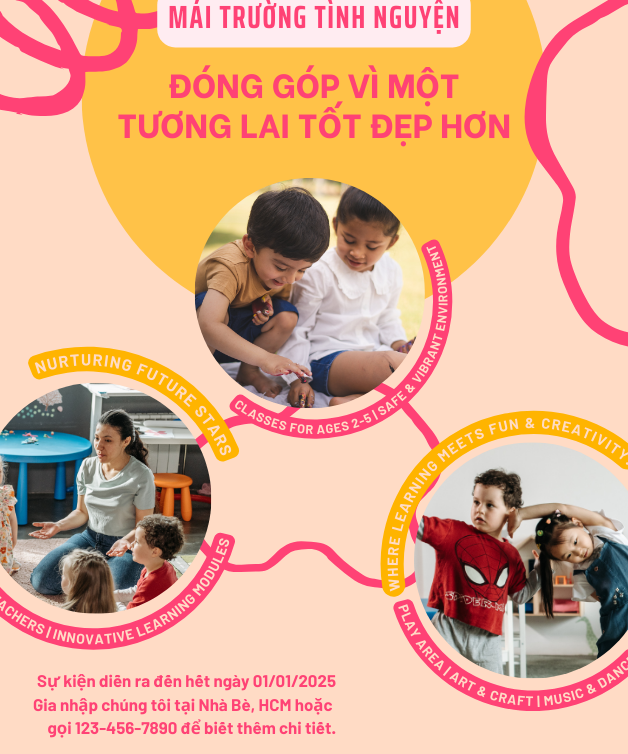 MÁI TRƯỜNG TÌNH NGUYỆN
ĐÓNG GÓP VÌ MỘT
TƯƠNG LAI TỐT ĐẸP HƠN
CLASSES FOR AGES 2-5 | SAFE & VIBRANT ENVIRONMENT
NURTURING FUTURE STARS
WHERE LEARNING MEETS FUN & CREATIVITY
| INNOVATIVE LEARNING MODULES
PLAY AREA | ART & CRAFT | MUSIC &
Sự kiện diễn ra đến hết ngày 01/01/2025
Gia nhập chúng tôi tại Nhà Bè, HCM hoặc
gọi 123-456-7890 để biết thêm chi tiết.